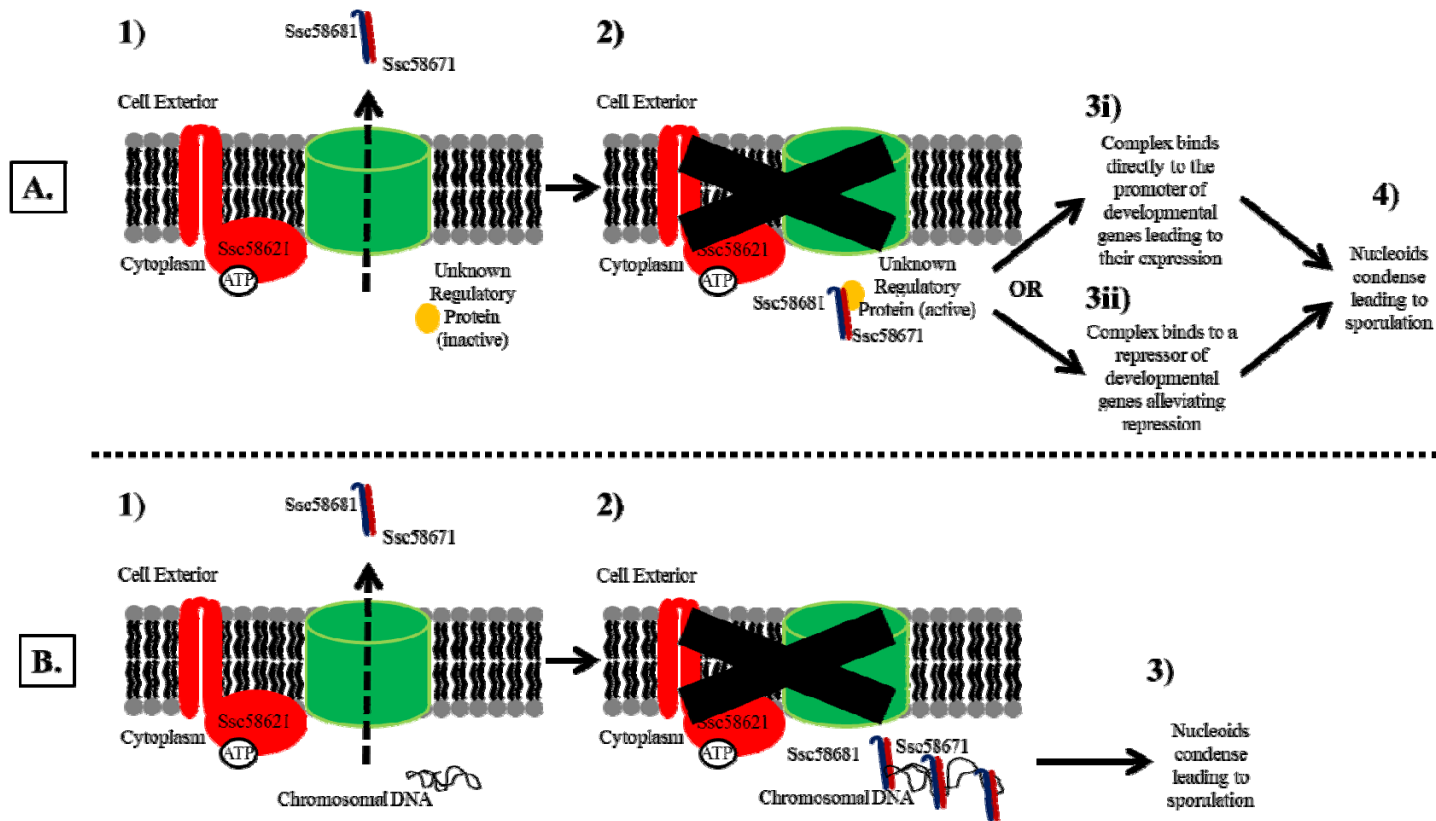 A.
1)
Ssc58681
Ssc58671
Cell Exterior
Ssc58621
Cytoplasm
ATP
Unknown
Regulatory
Protein
(inactive)
2)
Cell Exterior
Ssc58621
Cytoplasm
ATP
Unknown
Regulatory
Protein (active)
Ssc58681
Ssc58671
OR
3i)
Complex binds
directly to the
promoter of
developmental
genes leading to
their expression
3ii)
Complex binds to a
repressor of
developmental
genes alleviating
repression
4)
Nucleoids
condense
leading to
sporulation
B.
1)
Ssc58681
Ssc58671
Cell Exterior
Ssc58621
Cytoplasm
ATP
Chromosomal DNA
2)
Cell Exterior
Ssc58621
Cytoplasm
ATP
Ssc58681
Ssc58671
Chromosomal DNA
3)
Nucleoids
condense
leading to
sporulation